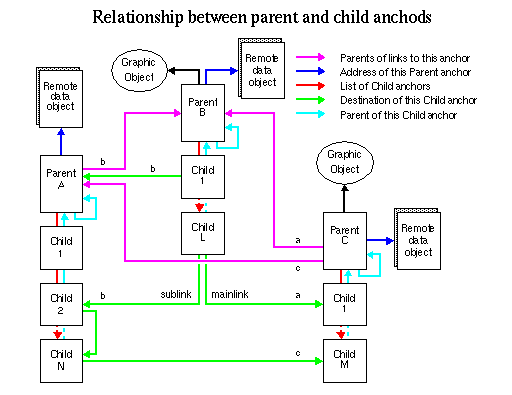 Relationship between parent and child anchods
Graphic
Object
Remote
data
object
Parents of links to this anchor
Address of this Parent anchor
List of Child anchors
Destination of this Child anchor
Parent of this Child anchor
Remote
data
object
Parent
B
b
b
Graphic
Object
Parent
A
Child
1
Child
1
Child
L
Parent
C
a
Remote
data
object
c
Child
2
b
sublink
mainlink
a
Child
1
Child
N
c
Child
M